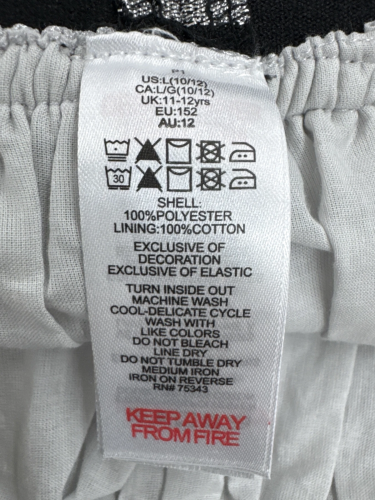 P1
US:L(10/12)
CA:L/G(10/12)
UK:11-12yrs
EU:152
AU:12
30
SHELL:
100%POLYESTER
LINING:100%COTTON
EXCLUSIVE OF
DECORATION
EXCLUSIVE OF ELASTIC
TURN INSIDE OUT
MACHINE WASH
COOL-DELICATE CYCLE
WASH WITH
LIKE COLORS
DO NOT BLEACH
LINE DRY
DO NOT TUMBLE DRY
MEDIUM IRON
IRON ON REVERSE
RN# 75343
KEEP AWAY
FROM FIRE